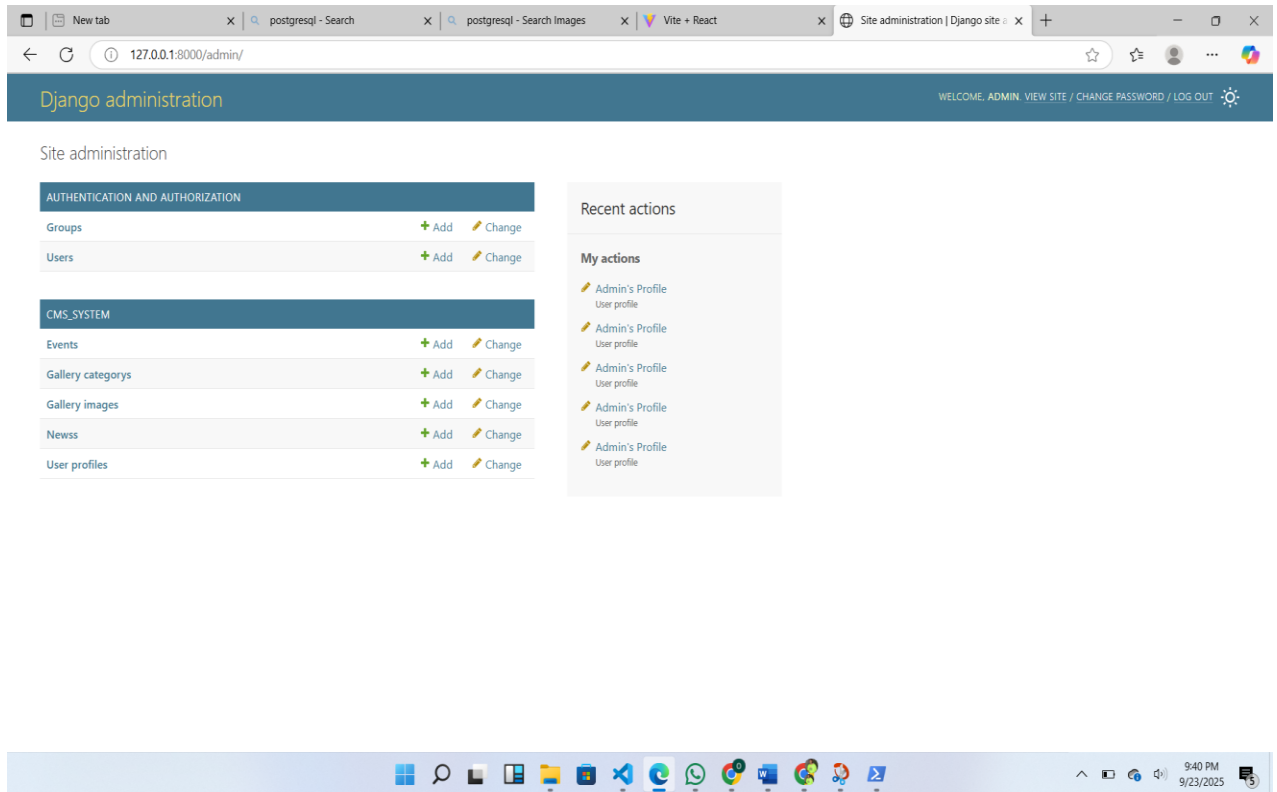 New tab
postgresql - Search
postgresql - Search Images
Vite + React
Site administration | Django site a
127.0.0.1:8000/admin/
Django administration
WELCOME, ADMIN. VIEW SITE / CHANGE PASSWORD / LOG OUT
Site administration
AUTHENTICATION AND AUTHORIZATION
Groups Add Change
Users Add Change
CMS_SYSTEM
Events Add Change
Gallery categorys Add Change
Gallery images Add Change
Newss Add Change
User profiles Add Change
Recent actions
My actions
Admin's Profile
User profile
Admin's Profile
User profile
Admin's Profile
User profile
Admin's Profile
User profile
Admin's Profile
User profile
9:40 PM
9/23/2025
5